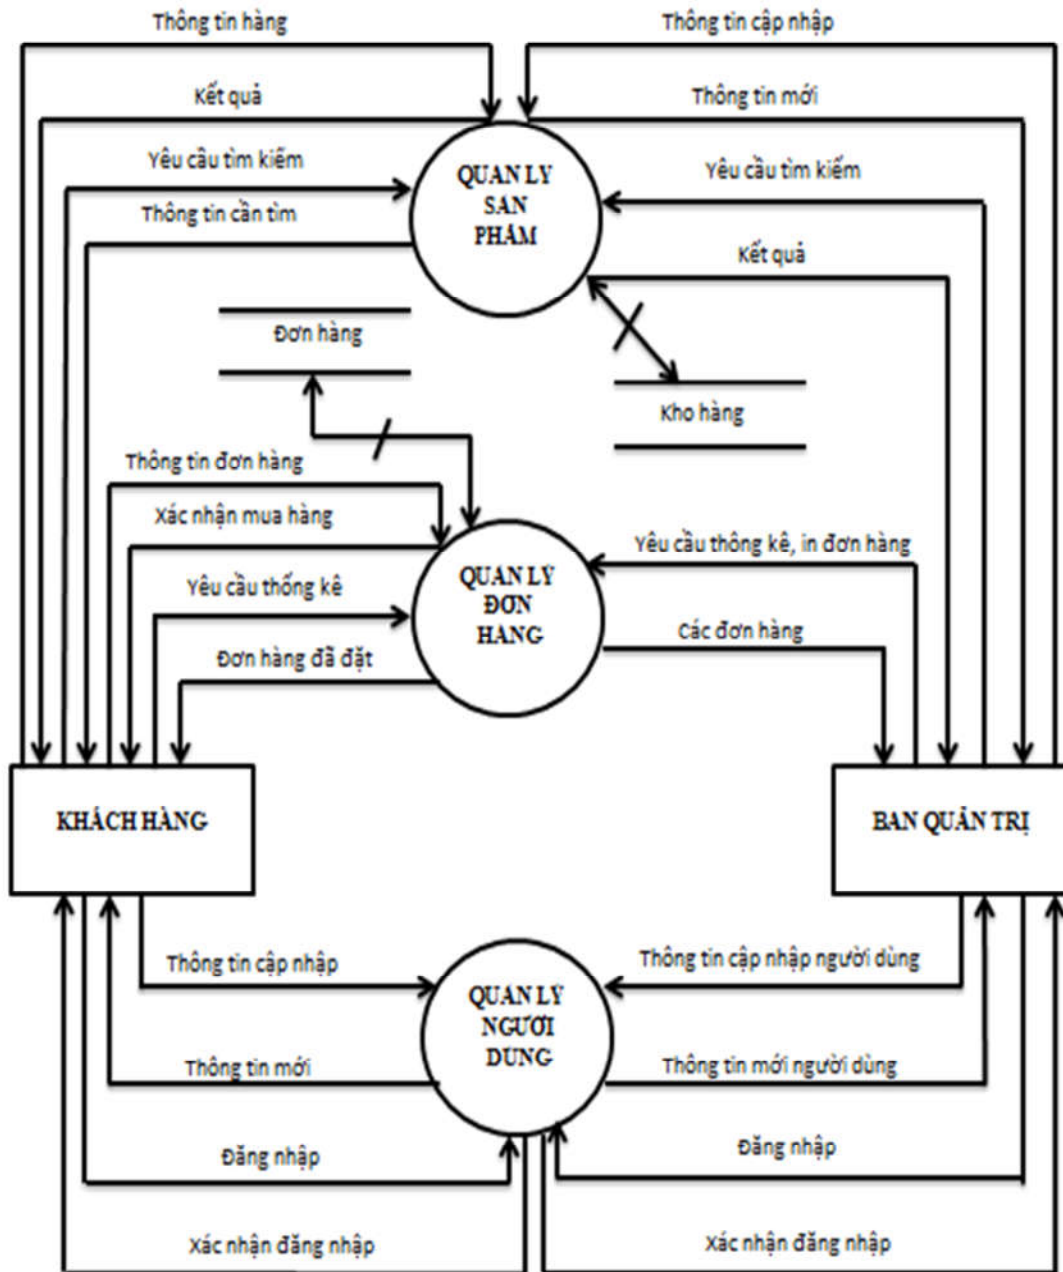 Thông tin hàng
Thông tin cập nhập
Kết quả
Thông tin mới
Yêu câu tìm kiếm
Yêu cầu tìm kiếm
QUAN LY
SAN
PHÂM
Thông tin cần tìm
Kết quả
Đơn hàng
Kho hàng
Thông tin đơn hàng
Xác nhận mua hàng
Yêu cầu thông kê, in đơn hàng
QUAN LÝ
ĐƠN
HÀNG
Yêu cầu thống kê
Các đơn hàng
Đơn hàng đã đặt
KHÁCH HÀNG
BAN QUẢN TRỊ
Thông tin cập nhập
Thông tin cập nhập người dùng
QUAN LÝ
NGƯƠI
DUNG
Thông tin mới
Thông tin mới người dùng
Đăng nhập
Đăng nhập
Xác nhận đăng nhập
Xác nhận đăng nhập